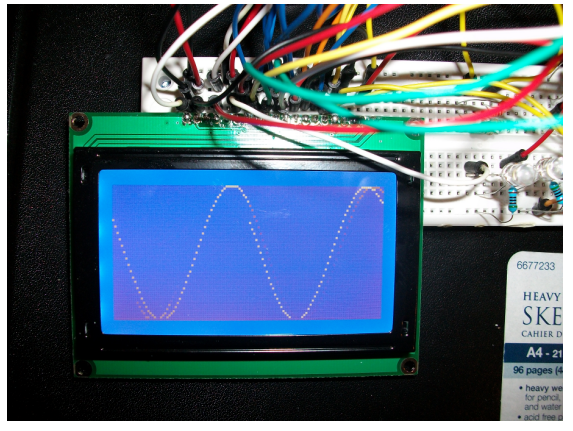 6677233
HEAVY
SKE
CAHIER D
A4 - 21
96 pages (4
• heavy we
for pencil,
and water
• acid free p